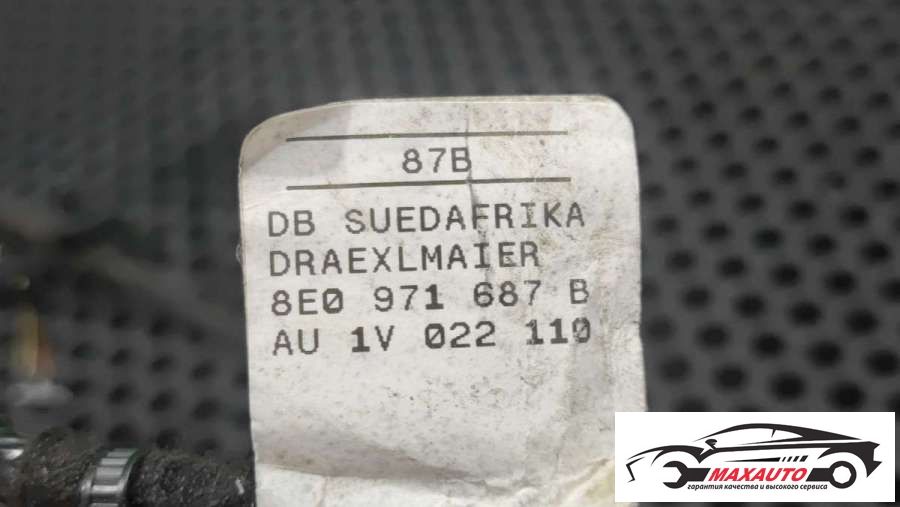 87B
DB SUEDAFRIKA
DRAEXLMAIER
8E0 971 687 B
AU 1V 022 110
MAXAUTO
гарантия качества и высокого сервиса